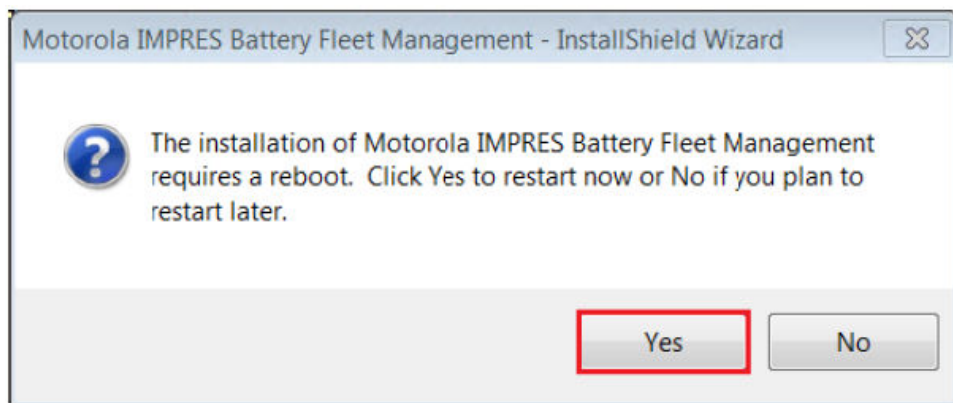 Motorola IMPRES Battery Fleet Management - InstallShield Wizard
The installation of Motorola IMPRES Battery Fleet Management
requires a reboot. Click Yes to restart now or No if you plan to
restart later.
Yes
No